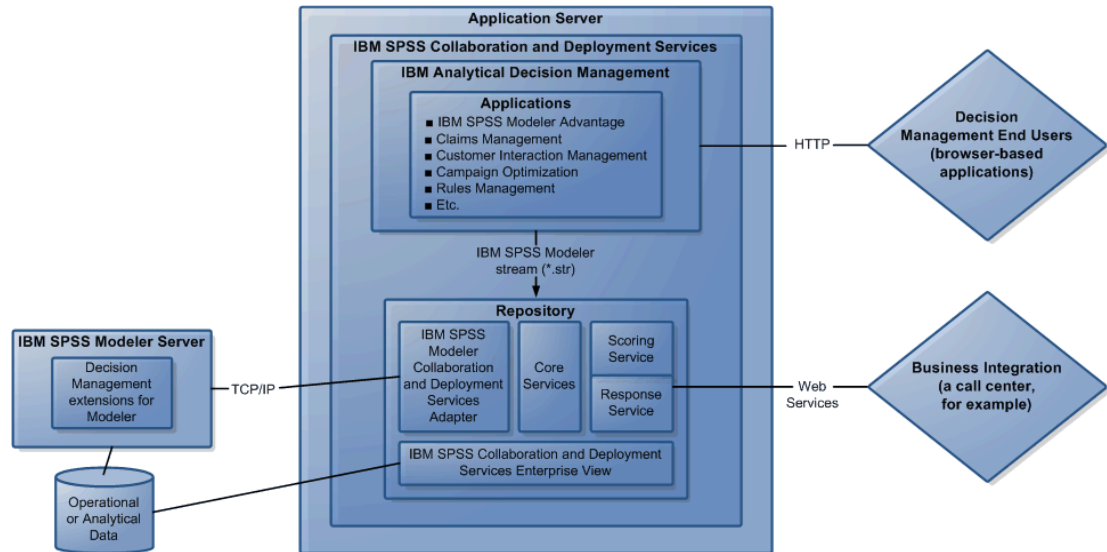 Application Server
IBM SPSS Collaboration and Deployment Services
IBM Analytical Decision Management
Applications
■ IBM SPSS Modeler Advantage
■ Claims Management
■ Customer Interaction Management
■ Campaign Optimization
■ Rules Management
■ Etc.
HTTP
Decision
Management End Users
(browser-based
applications)
IBM SPSS Modeler
stream (*.str)
Repository
IBM SPSS
Modeler
Collaboration
and Deployment
Services
Adapter
Core
Services
Scoring
Service
Response
Service
IBM SPSS Collaboration and Deployment
Services Enterprise View
Web
Services
Business Integration
(a call center,
for example)
IBM SPSS Modeler Server
Decision
Management
extensions for
Modeler
TCP/IP
Operational
or Analytical
Data